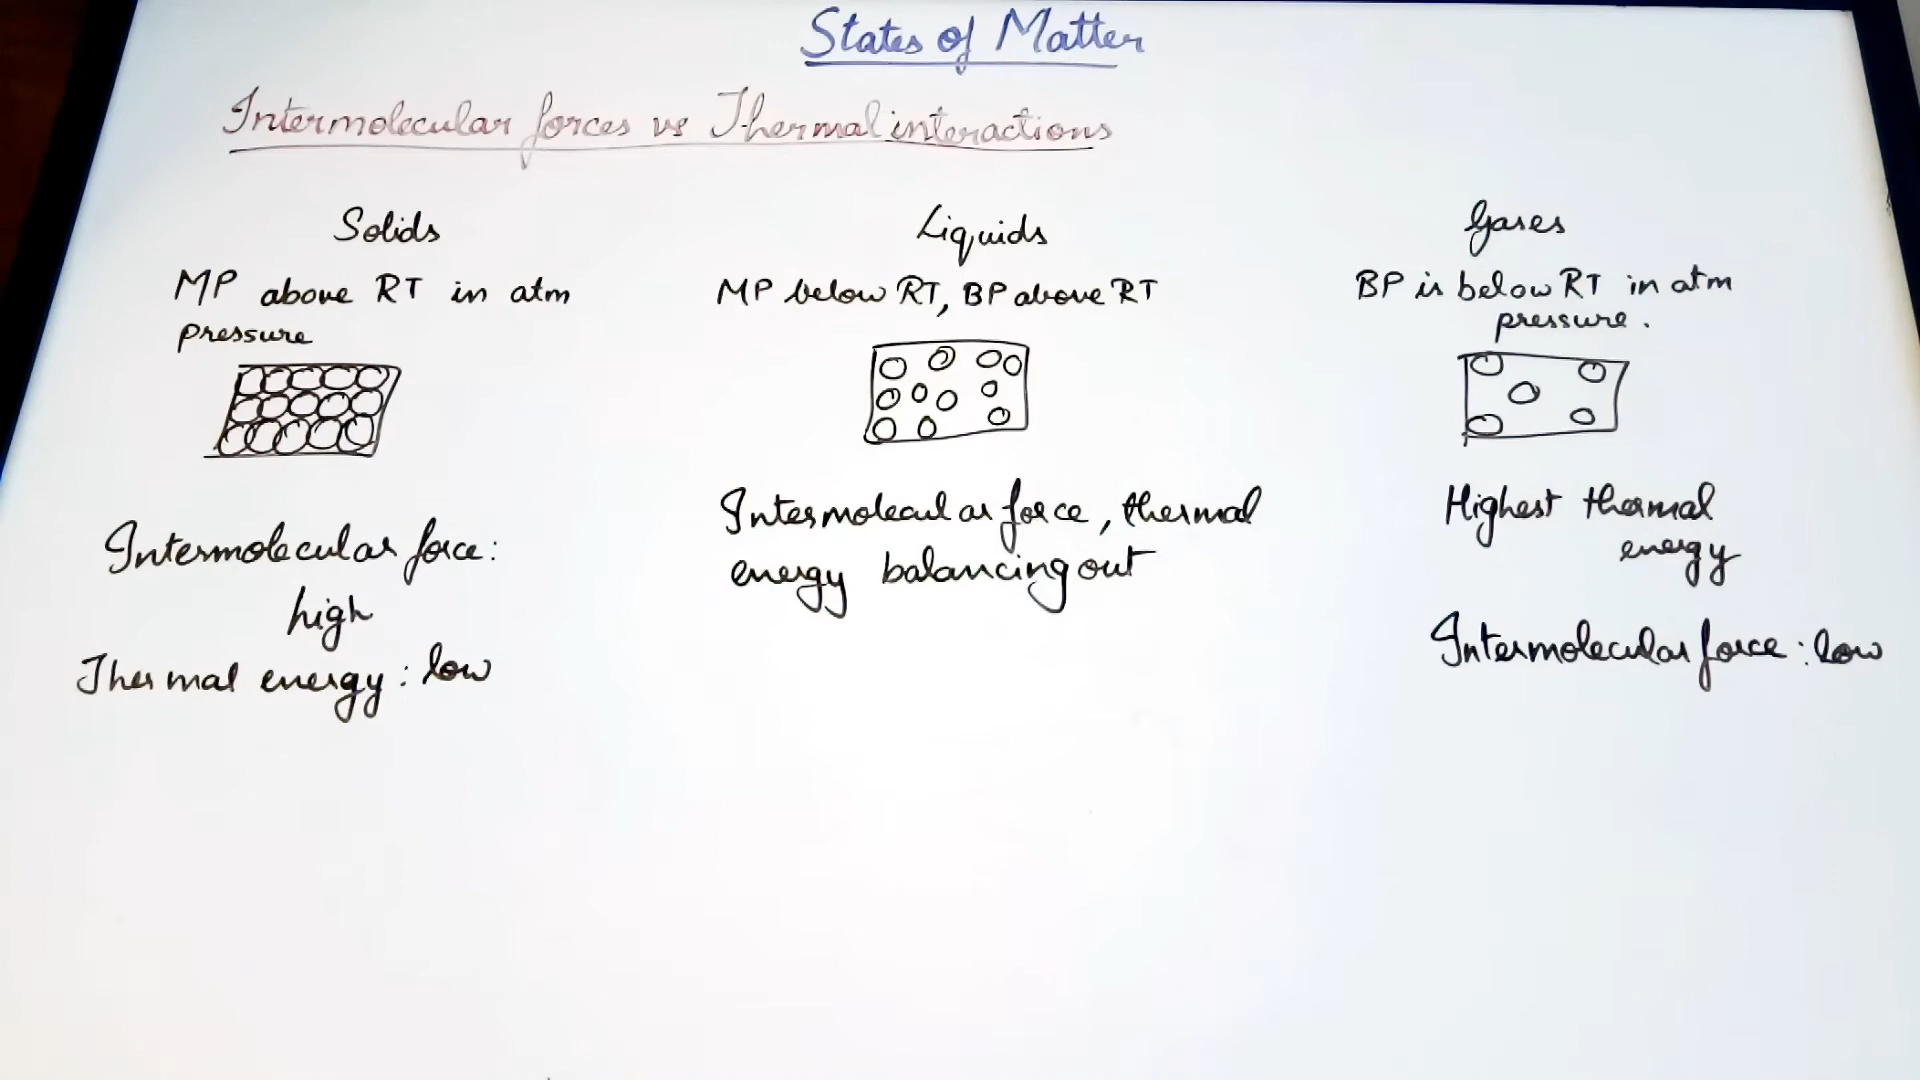 States of Matter
Intermolecular forces vs Thermal interactions
Solids
MP above RT in atm
pressure
Intermolecular force:
high
Thermal energy: low
Liquids
MP below RT, BP above RT
Intermolecular force, thermal
energy balancing out
Gases
BP is below RT in atm
pressure.
Highest thermal
energy
Intermolecular force: low